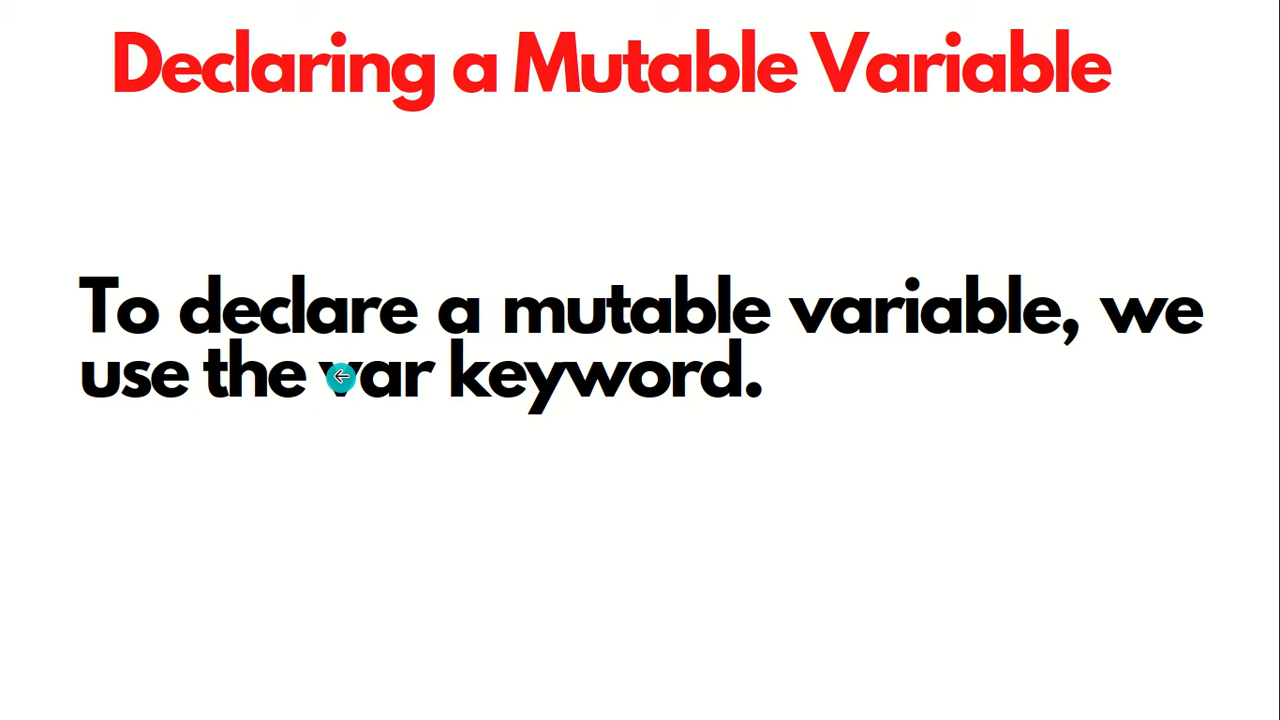 Declaring a Mutable Variable
To declare a mutable variable, we
use the var keyword.